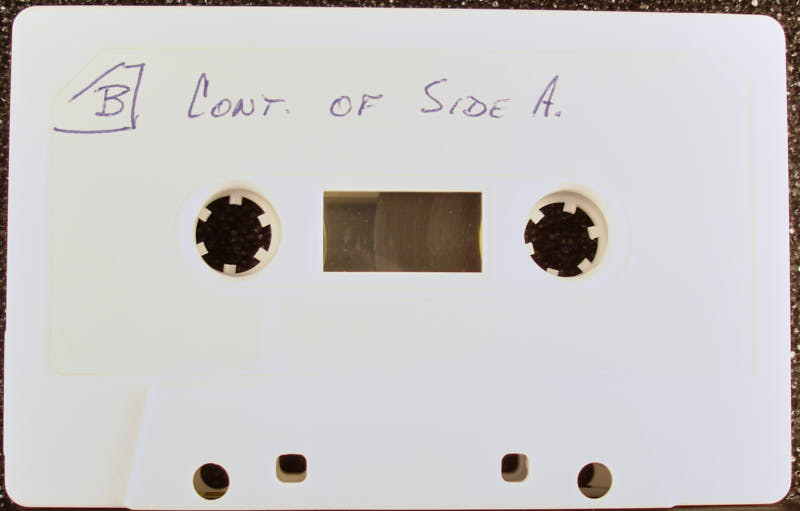 B CONT. OF SIDE A.